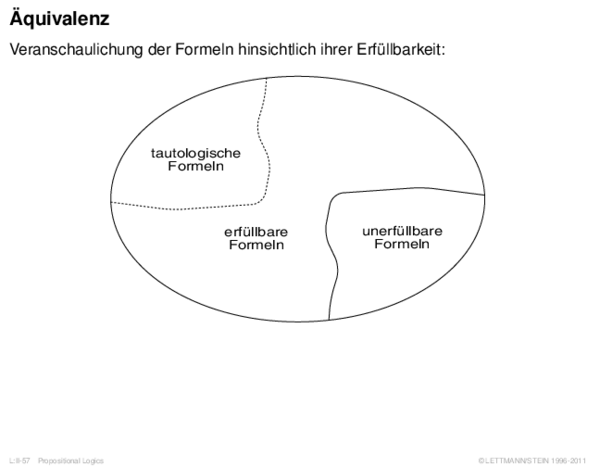 Äquivalenz
Veranschaulichung der Formeln hinsichtlich ihrer Erfüllbarkeit:
tautologische
Formeln
erfüllbare
Formeln
unerfüllbare
Formeln
L:II-57 Propositional Logics
©LETTMANN/STEIN 1996-2011